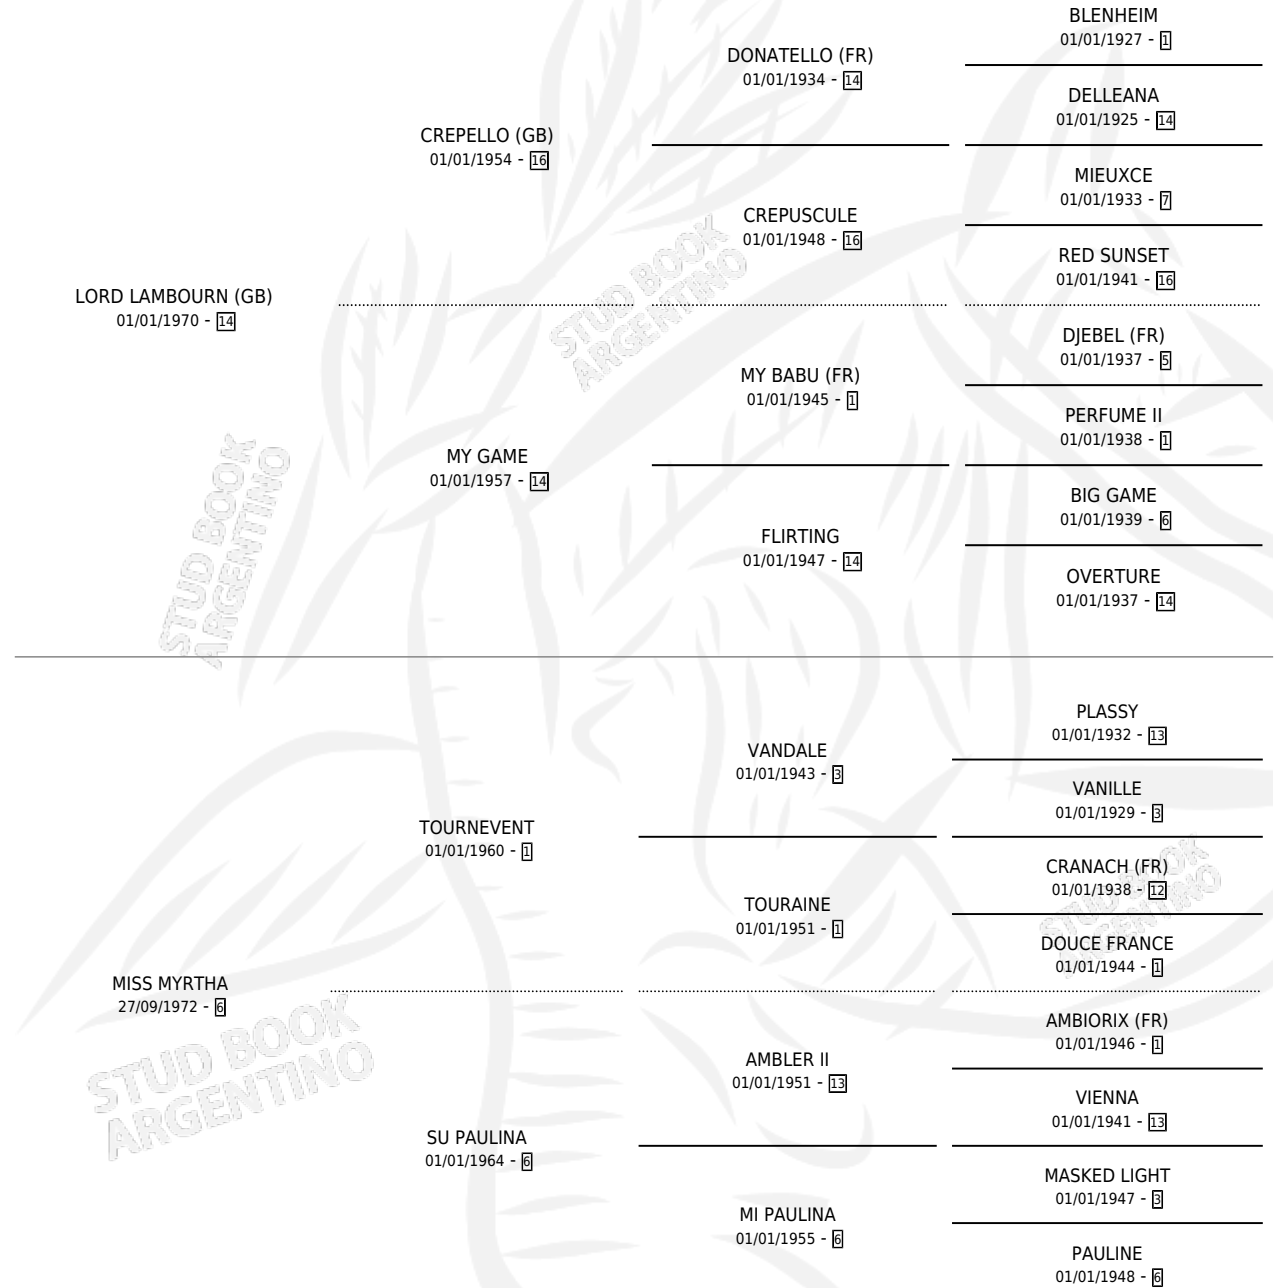 BLENHEIM
01/01/1927 - 1
DONATELLO (FR)
01/01/1934 - 14
DELLEANA
01/01/1925 - 14
CREPELLO (GB)
01/01/1954 - 16
MIEUXCE
01/01/1933 - 7
CREPUSCULE
01/01/1948 - 16
RED SUNSET
01/01/1941 - 16
LORD LAMBOURN (GB)
01/01/1970 - 14
STUD BOOK
ARGENTINO
DJEBEL (FR)
01/01/1937 - 5
MY BABU (FR)
01/01/1945 - 1
PERFUME II
01/01/1938 - 1
MY GAME
01/01/1957 - 14
BIG GAME
01/01/1939 - 6
FLIRTING
01/01/1947 - 14
OVERTURE
01/01/1937 - 14
STUD BOOK
ARGENTINO
PLASSY
01/01/1932 - 13
VANDALE
01/01/1943 - 3
VANILLE
01/01/1929 - 3
TOURNEVENT
01/01/1960 - 1
CRANACH (FR)
01/01/1938 - 12
TOURAINE
01/01/1951 - 1
STUD BOOK
ARGENTINO
DOUCE FRANCE
01/01/1944 - 1
MISS MYRTHA
27/09/1972 - 6
AMBIORIX (FR)
01/01/1946 - 1
STUD BOOK
ARGENTINO
AMBLER II
01/01/1951 - 13
VIENNA
01/01/1941 - 13
SU PAULINA
01/01/1964 - 6
MASKED LIGHT
01/01/1947 - 3
MI PAULINA
01/01/1955 - 6
PAULINE
01/01/1948 - 6